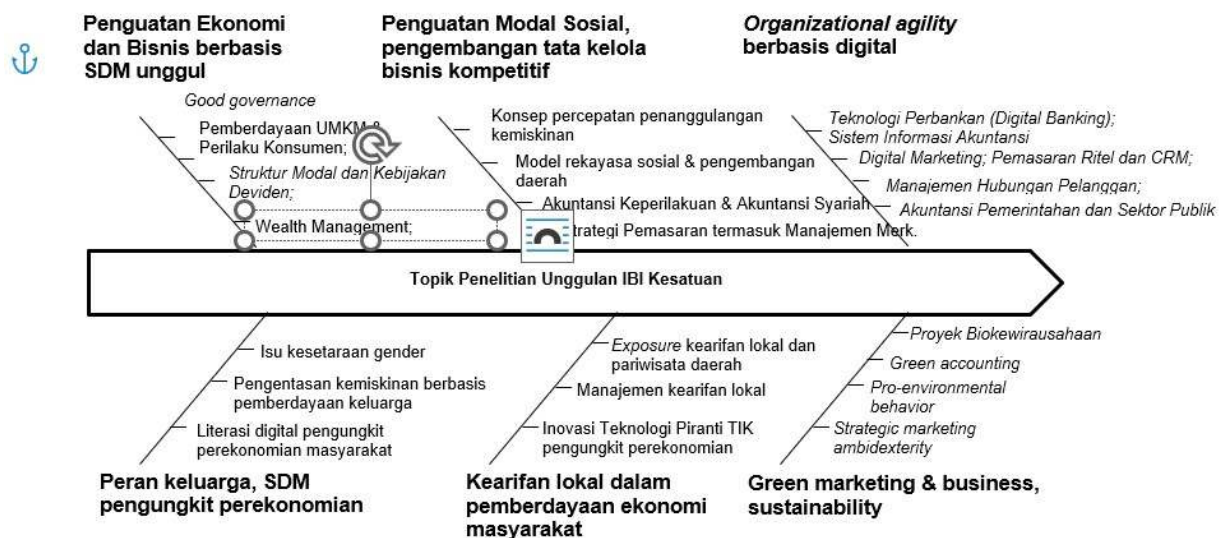 Penguatan Ekonomi
dan Bisnis berbasis
SDM unggul
Good governance
Pemberdayaan UMKM &
Perilaku Konsumen;
Struktur Modal dan Kebijakan
Deviden;
Wealth Management;
Penguatan Modal Sosial,
pengembangan tata kelola
bisnis kompetitif
Konsep percepatan penanggulangan
kemiskinan
Model rekayasa sosial & pengembangan
daerah
Akuntansi Keperilakuan & Akuntansi Syariah
trategi Pemasaran termasuk Manajemen Merk.
Organizational agility
berbasis digital
Teknologi Perbankan (Digital Banking);
Sistem Informasi Akuntansi
Digital Marketing; Pemasaran Ritel dan CRM;
Manajemen Hubungan Pelanggan;
Akuntansi Pemerintahan dan Sektor Publik
Topik Penelitian Unggulan IBI Kesatuan
Isu kesetaraan gender
Pengentasan kemiskinan berbasis
pemberdayaan keluarga
Literasi digital pengungkit
perekonomian masyarakat
Peran keluarga, SDM
pengungkit perekonomian
Exposure kearifan lokal dan
pariwisata daerah
Manajemen kearifan lokal
Inovasi Teknologi Piranti TIK
pengungkit perekonomian
Kearifan lokal dalam
pemberdayaan ekonomi
masyarakat
Proyek Biokewirausahaan
Green accounting
Pro-environmental
behavior
Strategic marketing
ambidexterity
Green marketing & business,
sustainability